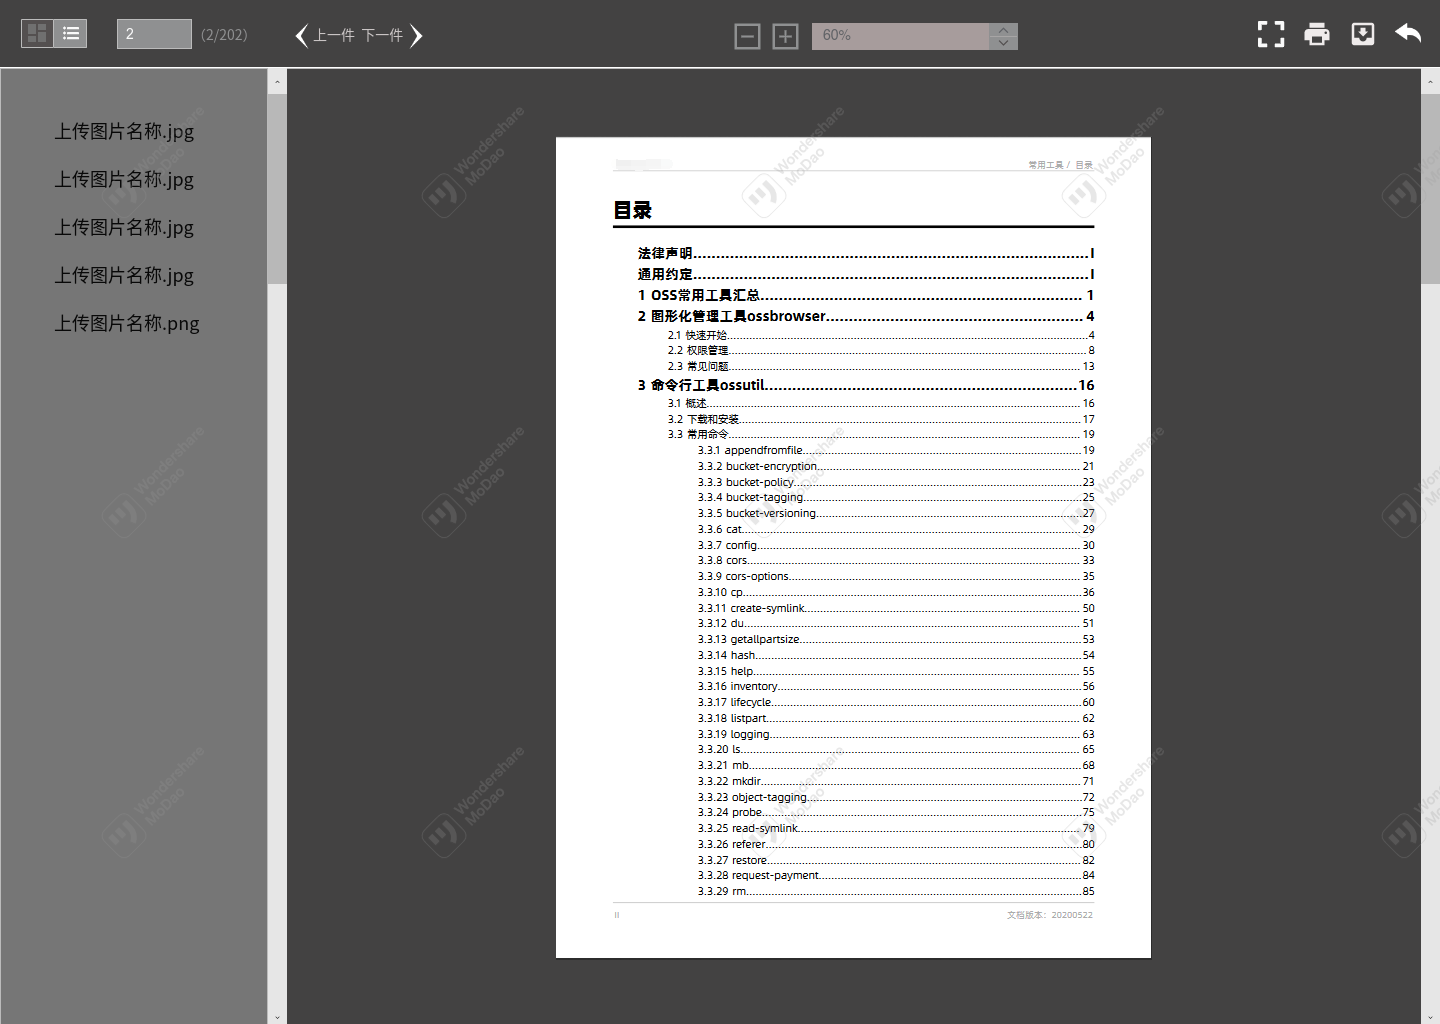 2
(2/202)
上一件 下一件
60%
上传图片名称.jpg
上传图片名称.jpg
上传图片名称.jpg
上传图片名称.jpg
上传图片名称.png
常用工具 / 目录
目录
法律声明 I
通用约定 I
1 OSS常用工具汇总 1
2 图形化管理工具ossbrowser 4
2.1 快速开始 4
2.2 权限管理 8
2.3 常见问题 13
3 命令行工具ossutil 16
3.1 概述 16
3.2 下载和安装 17
3.3 常用命令 19
3.3.1 appendfromfile 19
3.3.2 bucket-encryption 21
3.3.3 bucket-policy 23
3.3.4 bucket-tagging 25
3.3.5 bucket-versioning 27
3.3.6 cat 29
3.3.7 config 30
3.3.8 cors 33
3.3.9 cors-options 35
3.3.10 cp 36
3.3.11 create-symlink 50
3.3.12 du 51
3.3.13 getallpartsize 53
3.3.14 hash 54
3.3.15 help 55
3.3.16 inventory 56
3.3.17 lifecycle 60
3.3.18 listpart 62
3.3.19 logging 63
3.3.20 ls 65
3.3.21 mb 68
3.3.22 mkdir 71
3.3.23 object-tagging 72
3.3.24 probe 75
3.3.25 read-symlink 79
3.3.26 referer 80
3.3.27 restore 82
3.3.28 request-payment 84
3.3.29 rm 85
II
文档版本：20200522
Wondershare
MoDao